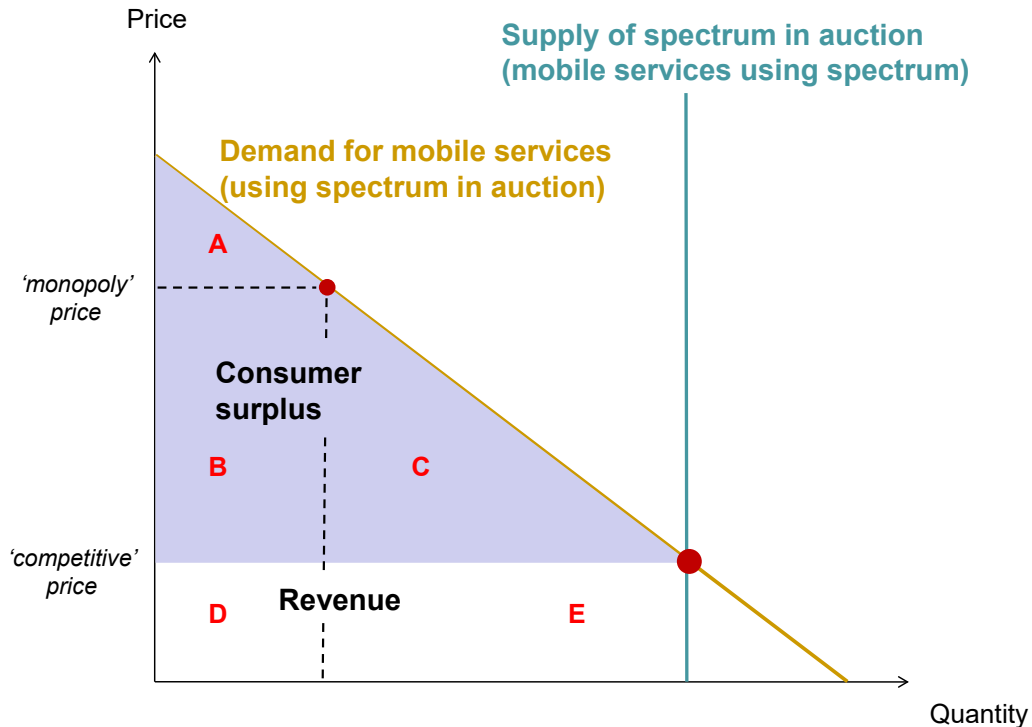 Price
Supply of spectrum in auction
(mobile services using spectrum)
Demand for mobile services
(using spectrum in auction)
A
‘monopoly’
price
Consumer
surplus
B
C
‘competitive’
price
Revenue
D
E
Quantity